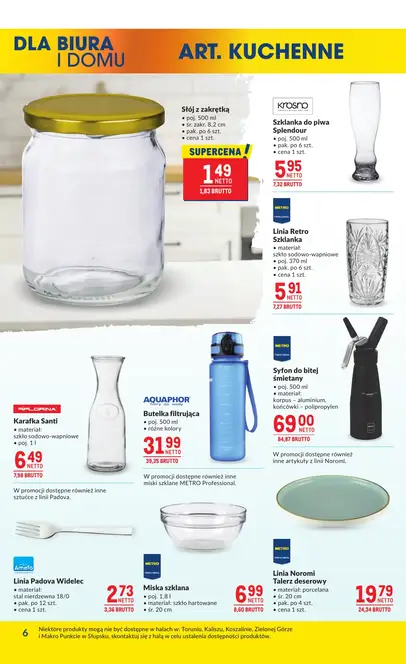 DLA BIURA
I DOMU
ART. KUCHENNE
Słój z zakrętką
• poj. 500 ml
• śr. zakr. 8,2 cm
• pak. po 6 szt.
• cena 1 szt.
SUPERCENA!
1,49
NETTO
1,83 BRUTTO
krosno
Szklanka do piwa
Splendour
• poj. 500 ml
• pak. po 6 szt.
• cena 1 szt.
5,95
NETTO
7,32 BRUTTO
METRO
Linia Retro
Szklanka
• materiał:
szkło sodowo-wapniowe
• poj. 370 ml
• pak. po 6 szt.
• cena 1 szt.
5,91
NETTO
7,27 BRUTTO
METRO
Syfon do bitej
śmietany
• poj. 500 ml
• materiał:
korpus – aluminium,
końcówki – polipropylen
69,00
NETTO
84,87 BRUTTO
W promocji dostępne również
inne artykuły z linii Noromi.
FLORINA
Karafka Santi
• materiał:
szkło sodowo-wapniowe
• poj. 1 l
6,49
NETTO
7,98 BRUTTO
W promocji dostępne również inne
sztućce z linii Padova.
AQUAPHOR
Butelka filtrująca
• poj. 500 ml
• różne kolory
31,99
NETTO
39,35 BRUTTO
W promocji dostępne również inne
miski szklane METRO Professional.
Amefa
Linia Padova Widelec
• materiał:
stal nierdzewna 18/0
• pak. po 12 szt.
• cena 1 szt.
2,73
NETTO
3,36 BRUTTO
METRO
Miska szklana
• poj. 1,8 l
• materiał: szkło hartowane
• śr. 20 cm
6,99
NETTO
8,60 BRUTTO
METRO
Linia Noromi
Talerz deserowy
• materiał: porcelana
• śr. 20 cm
• pak. po 4 szt.
• cena 1 szt.
19,79
NETTO
24,34 BRUTTO
6
Niektóre produkty mogą nie być dostępne w halach w: Toruniu, Kaliszu, Koszalinie, Zielonej Górze
i Makro Punkcie w Słupsku, skontaktuj się z halą w celu ustalenia dostępności produktów.